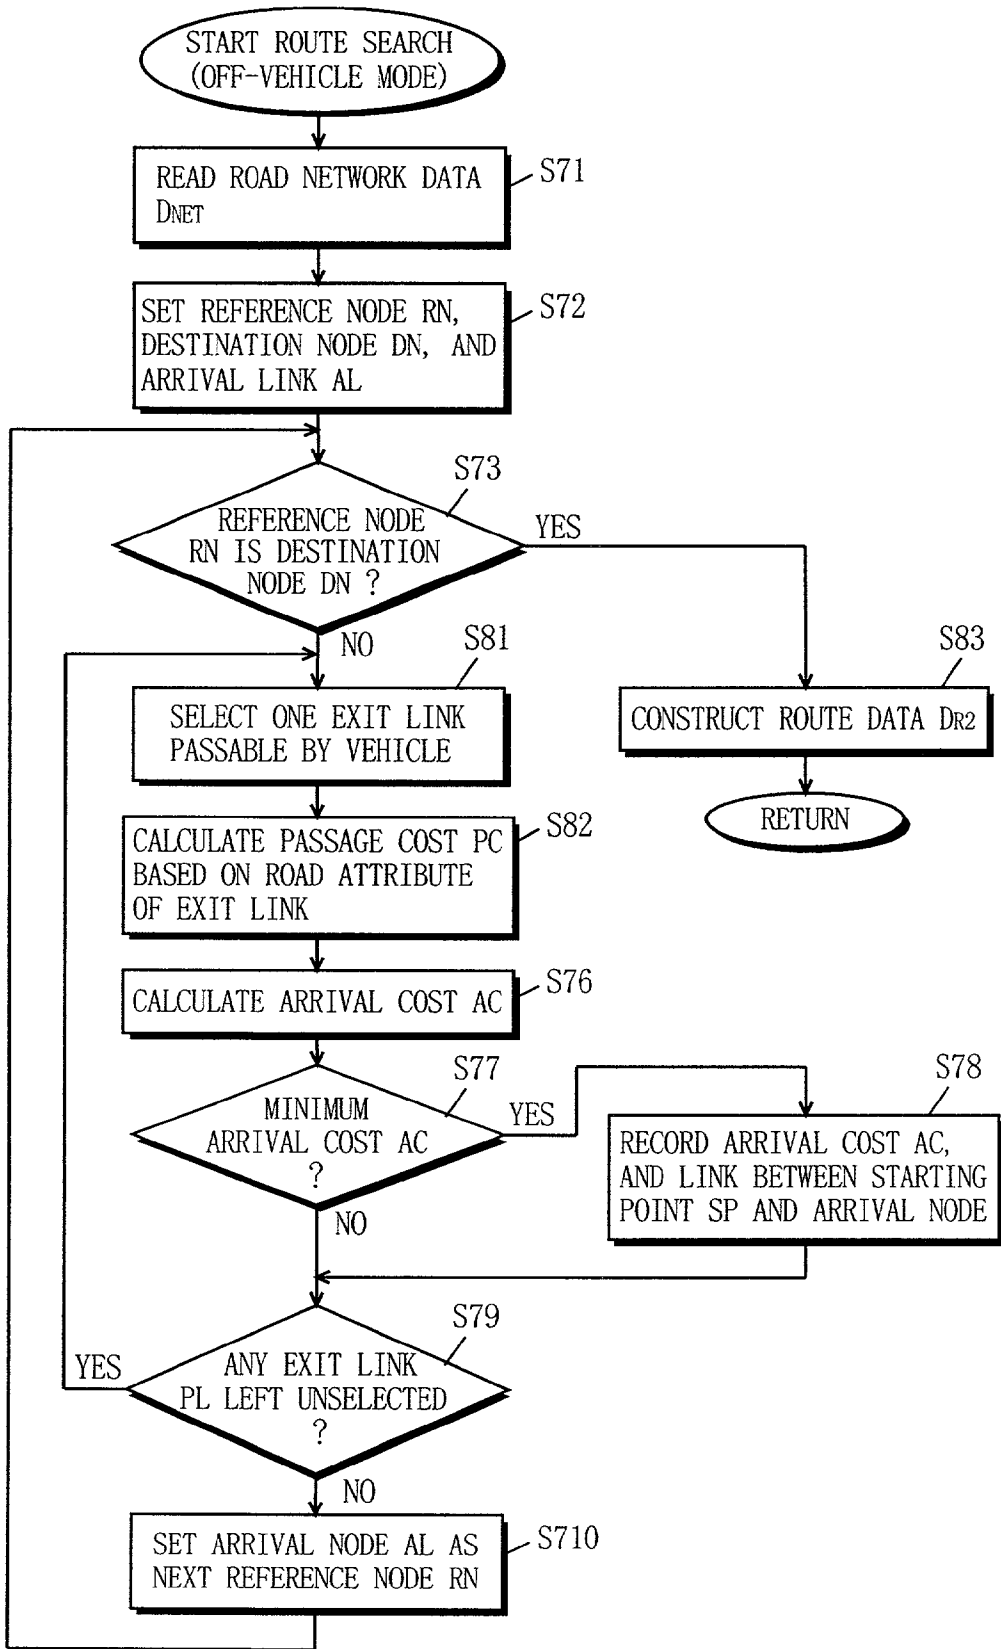 START ROUTE SEARCH
(OFF-VEHICLE MODE)
READ ROAD NETWORK DATA
DNET
S71
SET REFERENCE NODE RN,
DESTINATION NODE DN, AND
ARRIVAL LINK AL
S72
S73
REFERENCE NODE
RN IS DESTINATION
NODE DN ?
YES
NO
S81
SELECT ONE EXIT LINK
PASSABLE BY VEHICLE
S83
CONSTRUCT ROUTE DATA DR2
RETURN
S82
CALCULATE PASSAGE COST PC
BASED ON ROAD ATTRIBUTE
OF EXIT LINK
S76
CALCULATE ARRIVAL COST AC
S77
MINIMUM
ARRIVAL COST AC
?
YES
NO
S78
RECORD ARRIVAL COST AC,
AND LINK BETWEEN STARTING
POINT SP AND ARRIVAL NODE
S79
ANY EXIT LINK
PL LEFT UNSELECTED
?
YES
NO
SET ARRIVAL NODE AL AS
NEXT REFERENCE NODE RN
S710